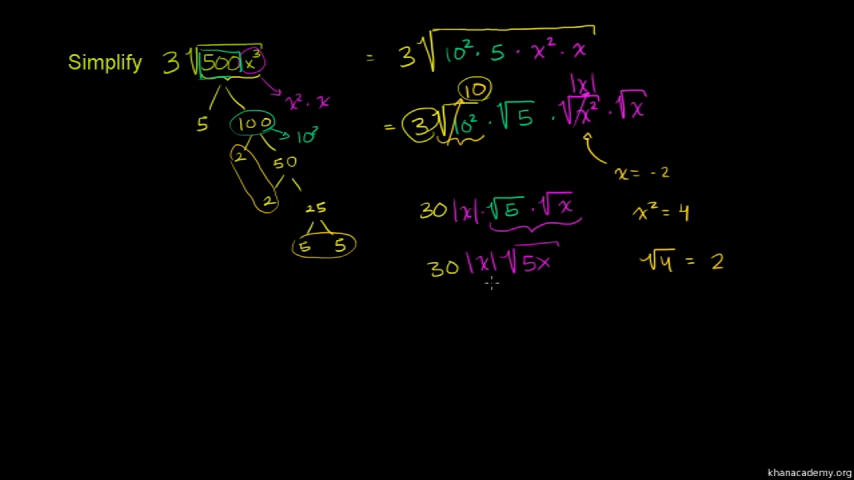 Simplify 3√500x³ = 3√10²·5·x²·x
x²·x
5 100 → 10²
10 |x|
= 3√10²·√5·√x²·√x
2 50
x = -2
2 25
30|x|·√5·√x
x² = 4
5 5
30|x|√5x
√4 = 2
khanacademy.org